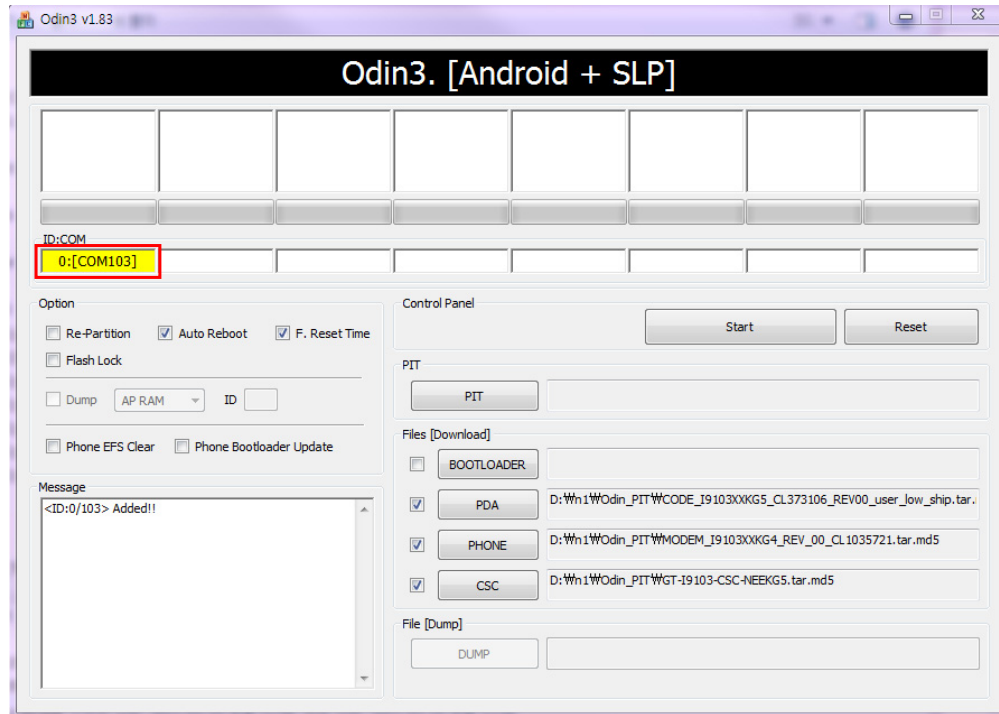 Odin3 v1.83
Odin3. [Android + SLP]
ID:COM
0:[COM103]
Option
Re-Partition Auto Reboot F. Reset Time
Flash Lock
Dump AP RAM ID
Phone EFS Clear Phone Bootloader Update
Message
<ID:0/103> Added!!
Control Panel
Start Reset
PIT
PIT
Files [Download]
BOOTLOADER
PDA D:₩n1₩Odin_PIT₩CODE_I9103XXKG5_CL373106_REV00_user_low_ship.tar.
PHONE D:₩n1₩Odin_PIT₩MODEM_I9103XXKG4_REV_00_CL1035721.tar.md5
CSC D:₩n1₩Odin_PIT₩GT-I9103-CSC-NEEKG5.tar.md5
File [Dump]
DUMP